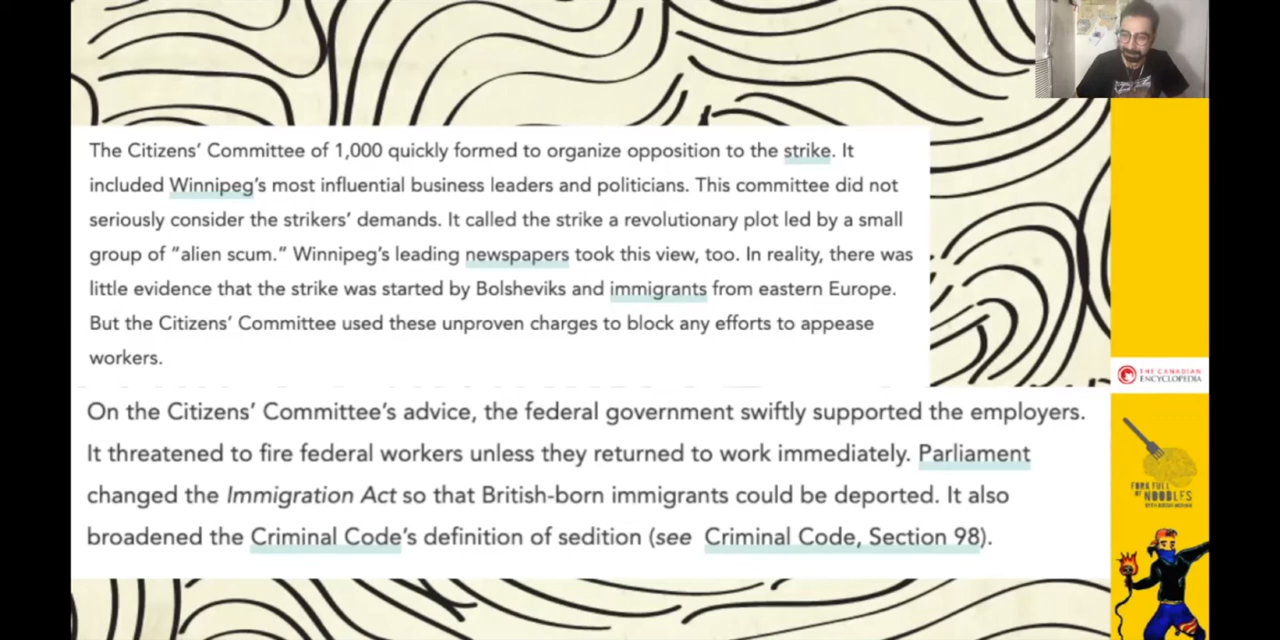 The Citizens' Committee of 1,000 quickly formed to organize opposition to the strike. It
included Winnipeg's most influential business leaders and politicians. This committee did not
seriously consider the strikers' demands. It called the strike a revolutionary plot led by a small
group of “alien scum.” Winnipeg's leading newspapers took this view, too. In reality, there was
little evidence that the strike was started by Bolsheviks and immigrants from eastern Europe.
But the Citizens' Committee used these unproven charges to block any efforts to appease
workers.
On the Citizens' Committee's advice, the federal government swiftly supported the employers.
It threatened to fire federal workers unless they returned to work immediately. Parliament
changed the Immigration Act so that British-born immigrants could be deported. It also
broadened the Criminal Code's definition of sedition (see Criminal Code, Section 98).
THE CANADIAN
ENCYCLOPEDIA
FORK FULL
OF NOODLES